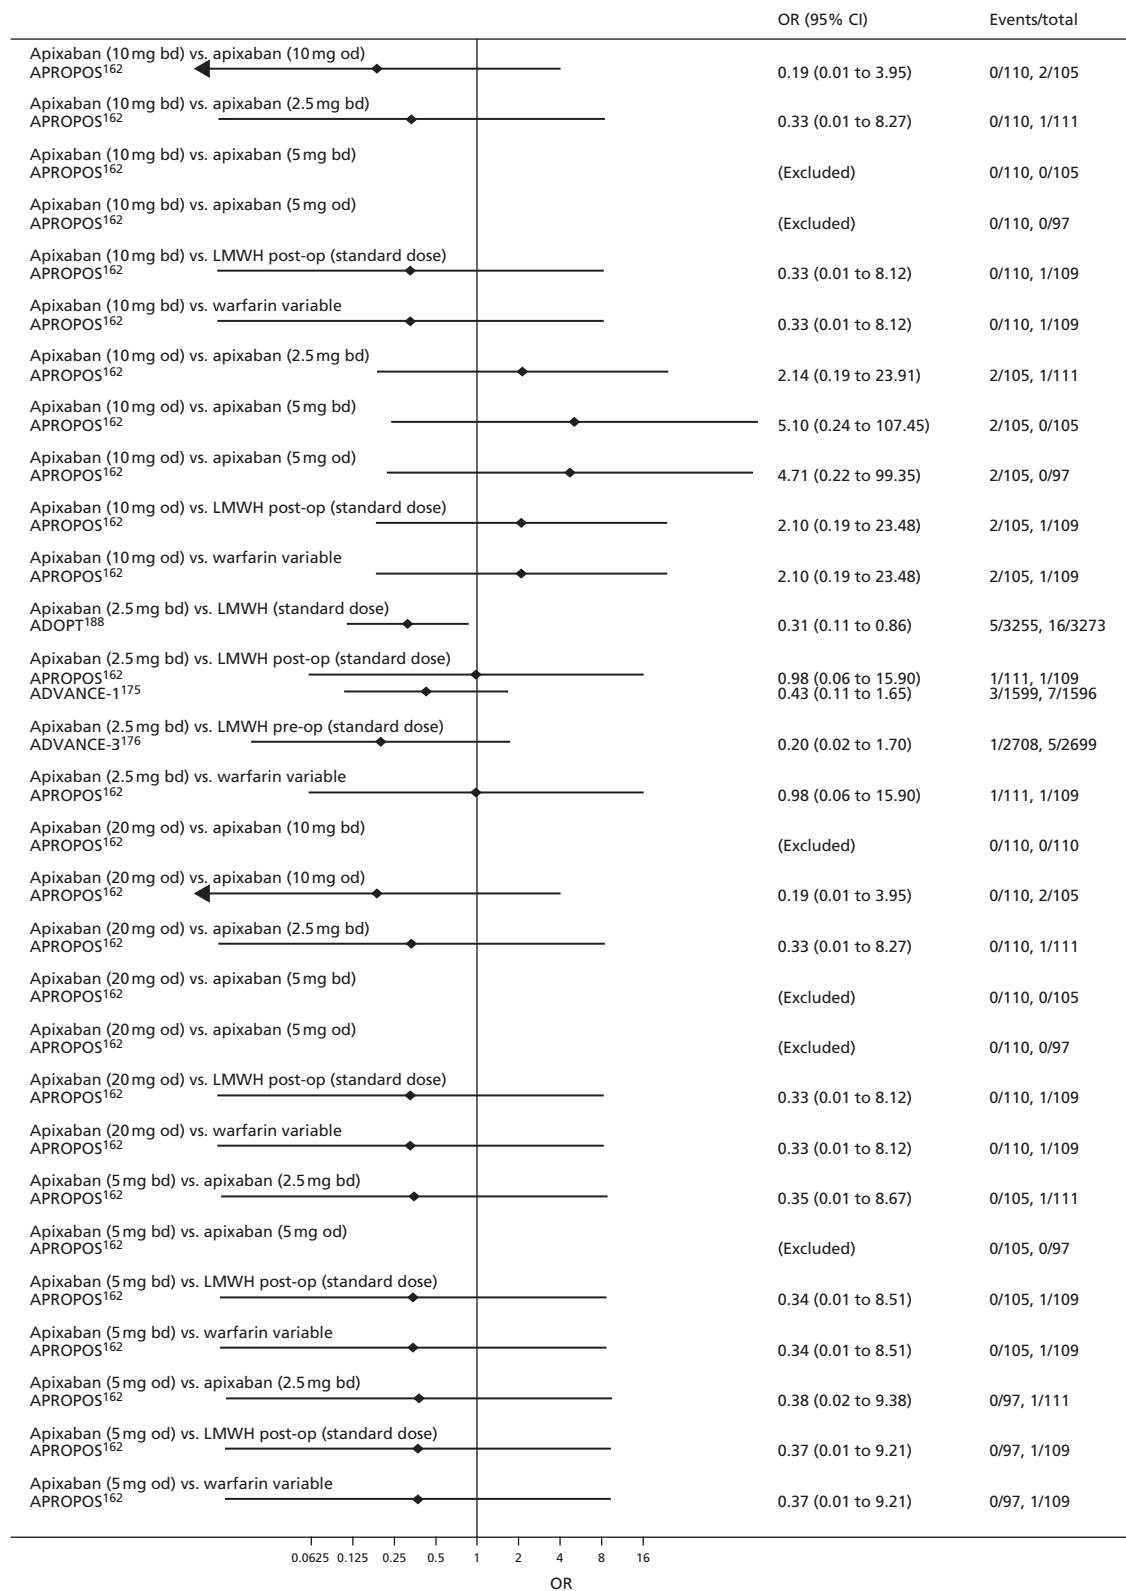 OR (95% CI) Events/total
Apixaban (10 mg bd) vs. apixaban (10 mg od)
APROPOS162 0.19 (0.01 to 3.95) 0/110, 2/105
Apixaban (10 mg bd) vs. apixaban (2.5 mg bd)
APROPOS162 0.33 (0.01 to 8.27) 0/110, 1/111
Apixaban (10 mg bd) vs. apixaban (5 mg bd)
APROPOS162 (Excluded) 0/110, 0/105
Apixaban (10 mg bd) vs. apixaban (5 mg od)
APROPOS162 (Excluded) 0/110, 0/97
Apixaban (10 mg bd) vs. LMWH post-op (standard dose)
APROPOS162 0.33 (0.01 to 8.12) 0/110, 1/109
Apixaban (10 mg bd) vs. warfarin variable
APROPOS162 0.33 (0.01 to 8.12) 0/110, 1/109
Apixaban (10 mg od) vs. apixaban (2.5 mg bd)
APROPOS162 2.14 (0.19 to 23.91) 2/105, 1/111
Apixaban (10 mg od) vs. apixaban (5 mg bd)
APROPOS162 5.10 (0.24 to 107.45) 2/105, 0/105
Apixaban (10 mg od) vs. apixaban (5 mg od)
APROPOS162 4.71 (0.22 to 99.35) 2/105, 0/97
Apixaban (10 mg od) vs. LMWH post-op (standard dose)
APROPOS162 2.10 (0.19 to 23.48) 2/105, 1/109
Apixaban (10 mg od) vs. warfarin variable
APROPOS162 2.10 (0.19 to 23.48) 2/105, 1/109
Apixaban (2.5 mg bd) vs. LMWH (standard dose)
ADOPT188 0.31 (0.11 to 0.86) 5/3255, 16/3273
Apixaban (2.5 mg bd) vs. LMWH post-op (standard dose)
APROPOS162 0.98 (0.06 to 15.90) 1/111, 1/109
ADVANCE-1175 0.43 (0.11 to 1.65) 3/1599, 7/1596
Apixaban (2.5 mg bd) vs. LMWH pre-op (standard dose)
ADVANCE-3176 0.20 (0.02 to 1.70) 1/2708, 5/2699
Apixaban (2.5 mg bd) vs. warfarin variable
APROPOS162 0.98 (0.06 to 15.90) 1/111, 1/109
Apixaban (20 mg od) vs. apixaban (10 mg bd)
APROPOS162 (Excluded) 0/110, 0/110
Apixaban (20 mg od) vs. apixaban (10 mg od)
APROPOS162 0.19 (0.01 to 3.95) 0/110, 2/105
Apixaban (20 mg od) vs. apixaban (2.5 mg bd)
APROPOS162 0.33 (0.01 to 8.27) 0/110, 1/111
Apixaban (20 mg od) vs. apixaban (5 mg bd)
APROPOS162 (Excluded) 0/110, 0/105
Apixaban (20 mg od) vs. apixaban (5 mg od)
APROPOS162 (Excluded) 0/110, 0/97
Apixaban (20 mg od) vs. LMWH post-op (standard dose)
APROPOS162 0.33 (0.01 to 8.12) 0/110, 1/109
Apixaban (20 mg od) vs. warfarin variable
APROPOS162 0.33 (0.01 to 8.12) 0/110, 1/109
Apixaban (5 mg bd) vs. apixaban (2.5 mg bd)
APROPOS162 0.35 (0.01 to 8.67) 0/105, 1/111
Apixaban (5 mg bd) vs. apixaban (5 mg od)
APROPOS162 (Excluded) 0/105, 0/97
Apixaban (5 mg bd) vs. LMWH post-op (standard dose)
APROPOS162 0.34 (0.01 to 8.51) 0/105, 1/109
Apixaban (5 mg bd) vs. warfarin variable
APROPOS162 0.34 (0.01 to 8.51) 0/105, 1/109
Apixaban (5 mg od) vs. apixaban (2.5 mg bd)
APROPOS162 0.38 (0.02 to 9.38) 0/97, 1/111
Apixaban (5 mg od) vs. LMWH post-op (standard dose)
APROPOS162 0.37 (0.01 to 9.21) 0/97, 1/109
Apixaban (5 mg od) vs. warfarin variable
APROPOS162 0.37 (0.01 to 9.21) 0/97, 1/109
0.0625 0.125 0.25 0.5 1 2 4 8 16
OR